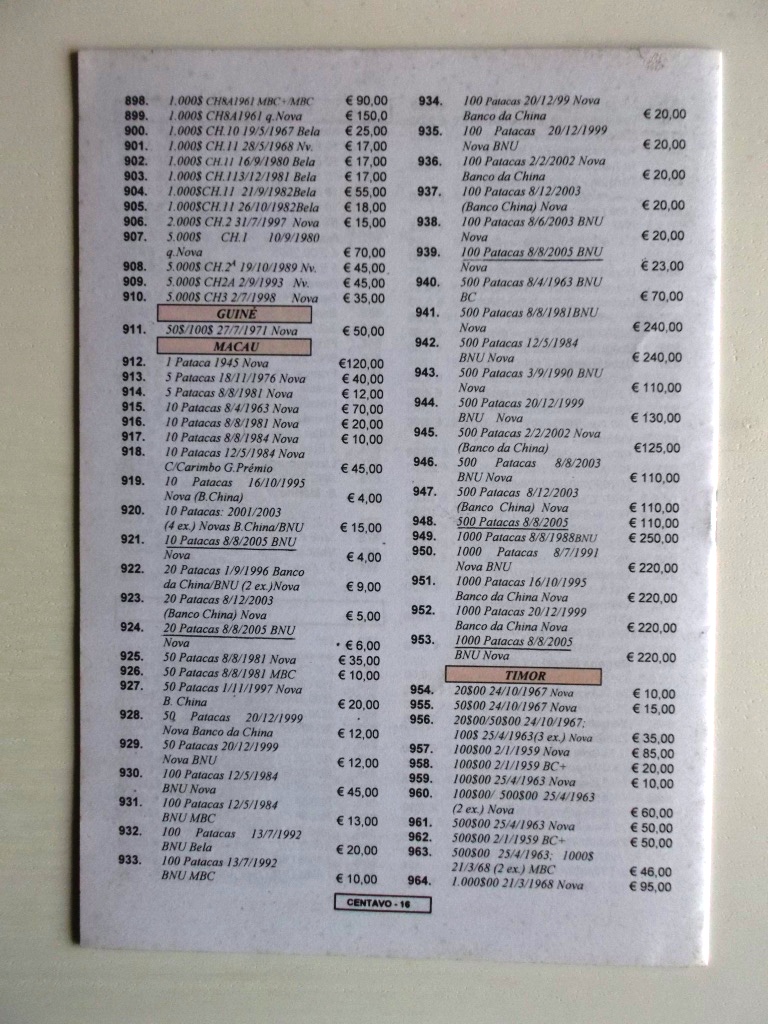 898. 1.000$ CH8A1961 MBC+/MBC € 90,00
899. 1.000$ CH8A1961 q.Nova € 150,0
900. 1.000$ CH.10 19/5/1967 Bela € 25,00
901. 1.000$ CH.11 28/5/1968 Nv. € 17,00
902. 1.000$ CH.11 16/9/1980 Bela € 17,00
903. 1.000$ CH.113/12/1981 Bela € 17,00
904. 1.000$CH.11 21/9/1982Bela € 55,00
905. 1.000$CH.11 26/10/1982Bela € 18,00
906. 2.000$ CH.2 31/7/1997 Nova € 15,00
907. 5.000$ CH.1 10/9/1980
q.Nova € 70,00
908. 5.000$ CH.2ᴬ 19/10/1989 Nv. € 45,00
909. 5.000$ CH2A 2/9/1993 Nv. € 45,00
910. 5.000$ CH3 2/7/1998 Nova € 35,00
GUINÉ
911. 50$/100$ 27/7/1971 Nova € 50,00
MACAU
912. 1 Pataca 1945 Nova €120,00
913. 5 Patacas 18/11/1976 Nova € 40,00
914. 5 Patacas 8/8/1981 Nova € 12,00
915. 10 Patacas 8/4/1963 Nova € 70,00
916. 10 Patacas 8/8/1981 Nova € 20,00
917. 10 Patacas 8/8/1984 Nova € 10,00
918. 10 Patacas 12/5/1984 Nova
C/Carimbo G.Prémio € 45,00
919. 10 Patacas 16/10/1995
Nova (B.China) € 4,00
920. 10 Patacas: 2001/2003
(4 ex.) Novas B.China/BNU € 15,00
921. 10 Patacas 8/8/2005 BNU
Nova € 4,00
922. 20 Patacas 1/9/1996 Banco
da China/BNU (2 ex.)Nova € 9,00
923. 20 Patacas 8/12/2003
(Banco China) Nova € 5,00
924. 20 Patacas 8/8/2005 BNU
Nova € 6,00
925. 50 Patacas 8/8/1981 Nova € 35,00
926. 50 Patacas 8/8/1981 MBC € 10,00
927. 50 Patacas 1/11/1997 Nova
B. China € 20,00
928. 50 Patacas 20/12/1999
Nova Banco da China € 12,00
929. 50 Patacas 20/12/1999
Nova BNU € 12,00
930. 100 Patacas 12/5/1984
BNU Nova € 45,00
931. 100 Patacas 12/5/1984
BNU MBC € 13,00
932. 100 Patacas 13/7/1992
BNU Bela € 20,00
933. 100 Patacas 13/7/1992
BNU MBC € 10,00
934. 100 Patacas 20/12/99 Nova
Banco da China € 20,00
935. 100 Patacas 20/12/1999
Nova BNU € 20,00
936. 100 Patacas 2/2/2002 Nova
Banco da China € 20,00
937. 100 Patacas 8/12/2003
(Banco China) Nova € 20,00
938. 100 Patacas 8/6/2003 BNU
Nova € 20,00
939. 100 Patacas 8/8/2005 BNU
Nova € 23,00
940. 500 Patacas 8/4/1963 BNU
BC € 70,00
941. 500 Patacas 8/8/1981BNU
Nova € 240,00
942. 500 Patacas 12/5/1984
BNU Nova € 240,00
943. 500 Patacas 3/9/1990 BNU
Nova € 110,00
944. 500 Patacas 20/12/1999
BNU Nova € 130,00
945. 500 Patacas 2/2/2002 Nova
(Banco da China) €125,00
946. 500 Patacas 8/8/2003
BNU Nova € 110,00
947. 500 Patacas 8/12/2003
(Banco China) Nova € 110,00
948. 500 Patacas 8/8/2005 € 110,00
949. 1000 Patacas 8/8/1988BNU € 250,00
950. 1000 Patacas 8/7/1991
Nova BNU € 220,00
951. 1000 Patacas 16/10/1995
Banco da China Nova € 220,00
952. 1000 Patacas 20/12/1999
Banco da China Nova € 220,00
953. 1000 Patacas 8/8/2005
BNU Nova € 220,00
TIMOR
954. 20$00 24/10/1967 Nova € 10,00
955. 50$00 24/10/1967 Nova € 15,00
956. 20$00/50$00 24/10/1967;
100$ 25/4/1963(3 ex.) Nova € 35,00
957. 100$00 2/1/1959 Nova € 85,00
958. 100$00 2/1/1959 BC+ € 20,00
959. 100$00 25/4/1963 Nova € 10,00
960. 100$00/ 500$00 25/4/1963
(2 ex.) Nova € 60,00
961. 500$00 25/4/1963 Nova € 50,00
962. 500$00 2/1/1959 BC+ € 50,00
963. 500$00 25/4/1963; 1000$
21/3/68 (2 ex.) MBC € 46,00
964. 1.000$00 21/3/1968 Nova € 95,00
CENTAVO - 16